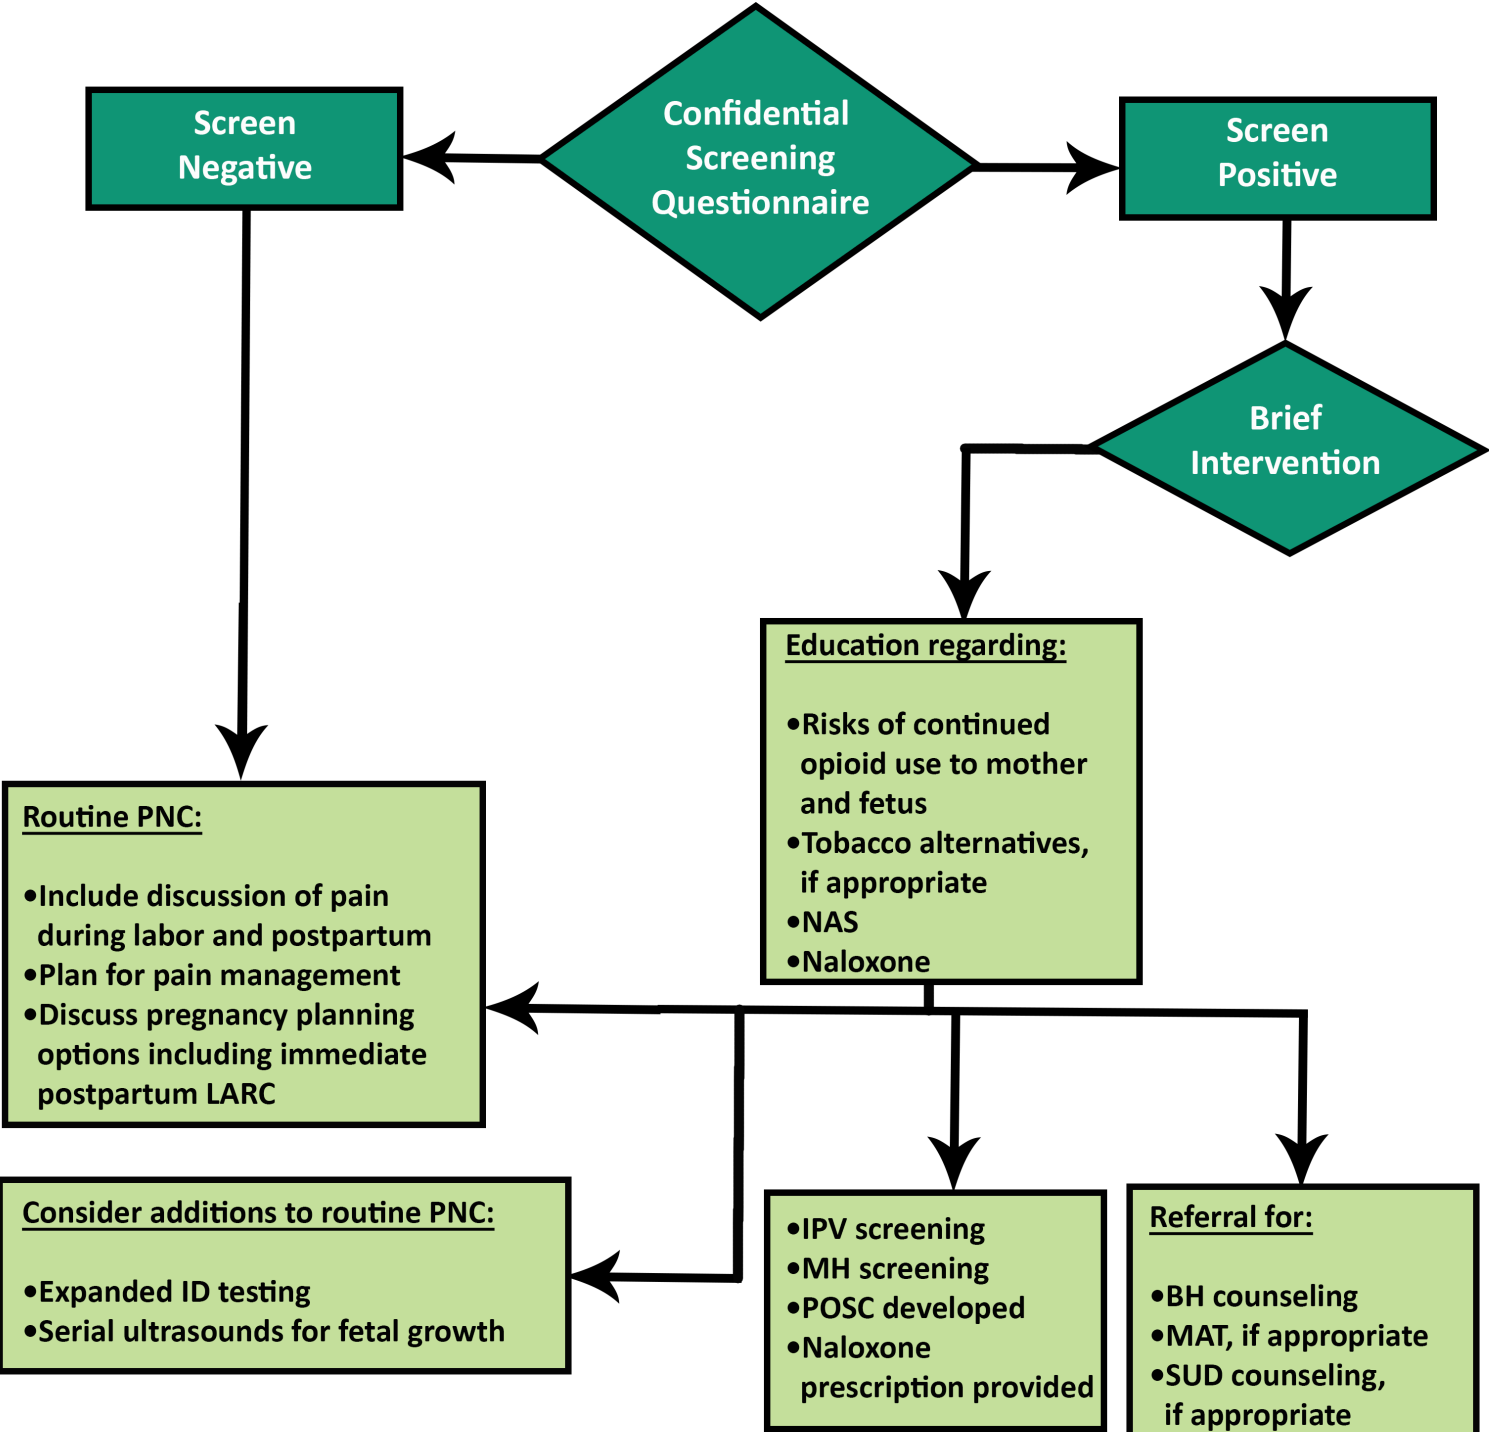 Confidential
Screening
Questionnaire
Screen
Negative
Screen
Positive
Brief
Intervention
Education regarding:
•Risks of continued
opioid use to mother
and fetus
•Tobacco alternatives,
if appropriate
•NAS
•Naloxone
Routine PNC:
•Include discussion of pain
during labor and postpartum
•Plan for pain management
•Discuss pregnancy planning
options including immediate
postpartum LARC
Consider additions to routine PNC:
•Expanded ID testing
•Serial ultrasounds for fetal growth
•IPV screening
•MH screening
•POSC developed
•Naloxone
prescription provided
Referral for:
•BH counseling
•MAT, if appropriate
•SUD counseling,
if appropriate